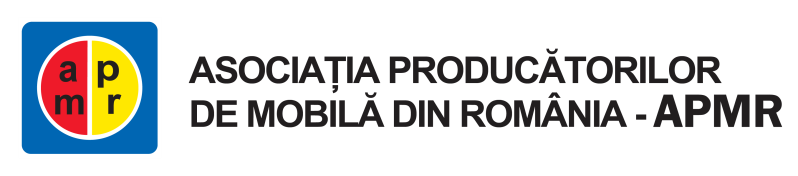 a p
m r
ASOCIAȚIA PRODUCĂTORILOR
DE MOBILĂ DIN ROMÂNIA - APMR